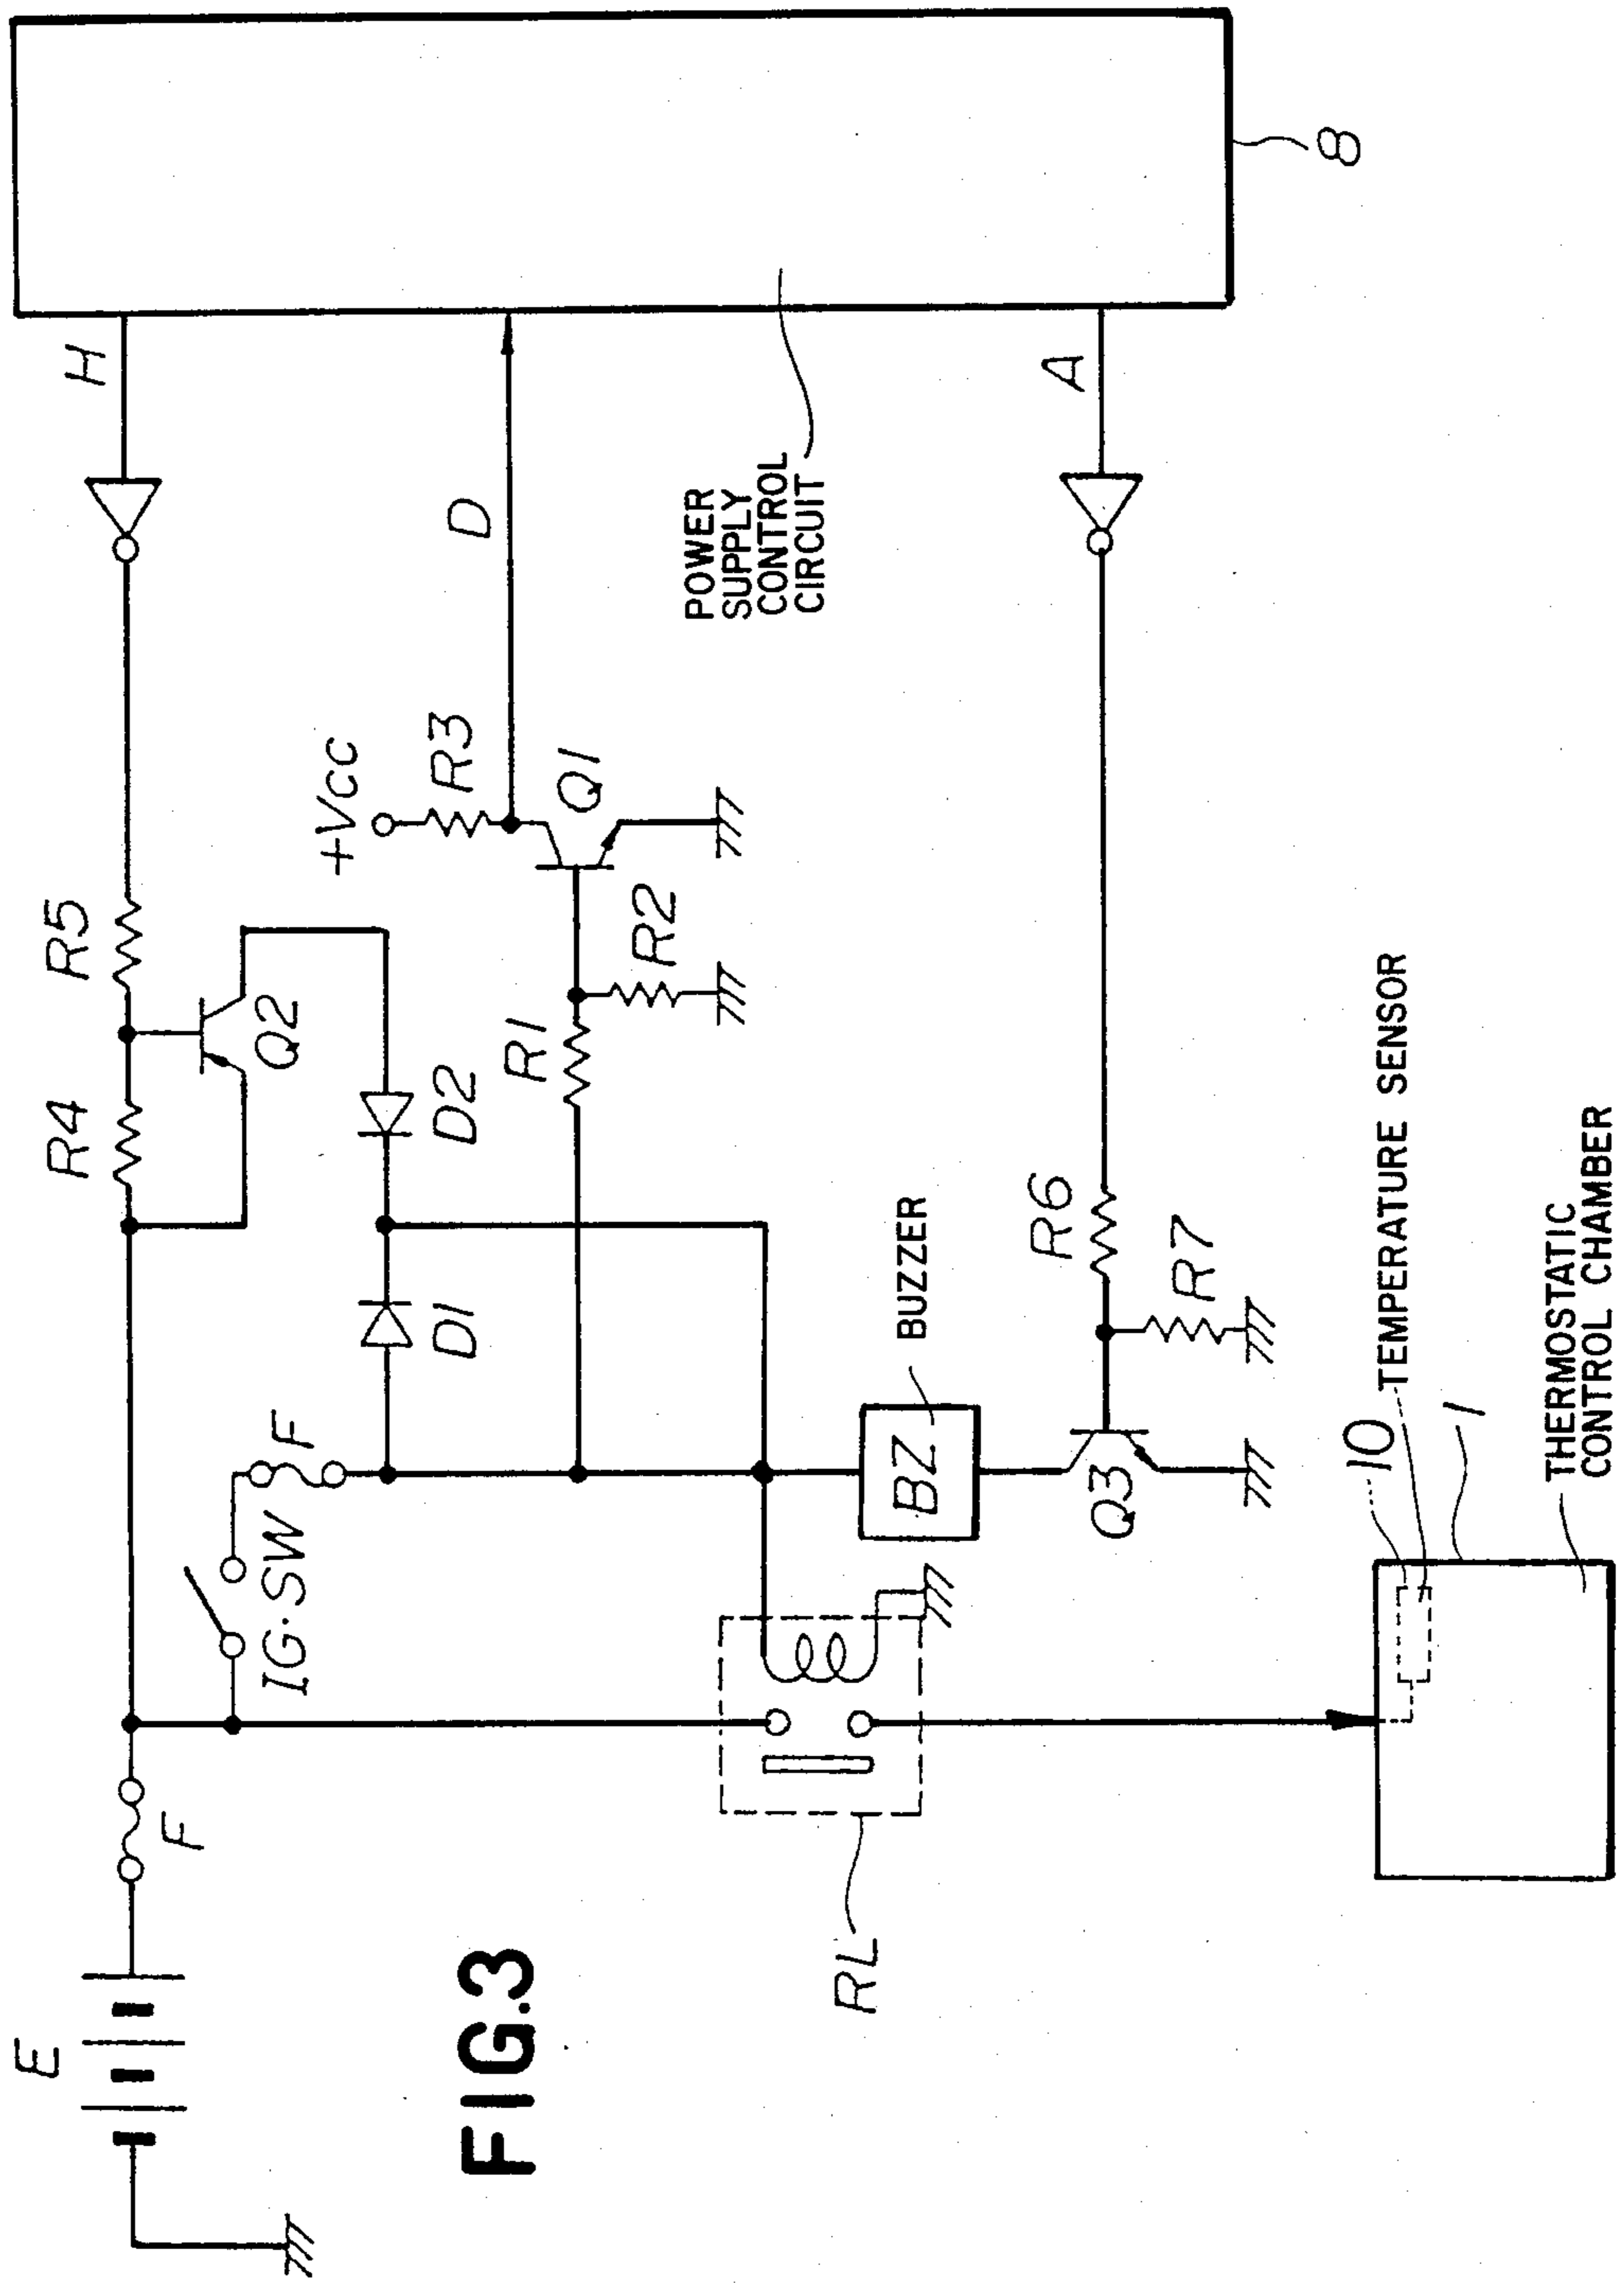 FIG.3
E
F
IG·SW
F
R4
R5
Q2
H
D1
D2
+Vcc
R3
D
R1
R2
Q1
POWER
SUPPLY
CONTROL
CIRCUIT
8
RL
BUZZER
BZ
Q3
R6
R7
A
10
TEMPERATURE SENSOR
1
THERMOSTATIC
CONTROL CHAMBER